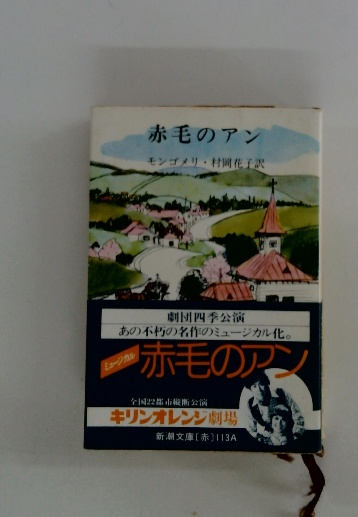 赤毛のアン
モンゴメリ・村岡花子訳
劇団四季公演
あの不朽の名作のミュージカル化。
ミュージカル
赤毛のアン
全国22都市縦断公演
キリンオレンジ劇場
新潮文庫〔赤〕113A